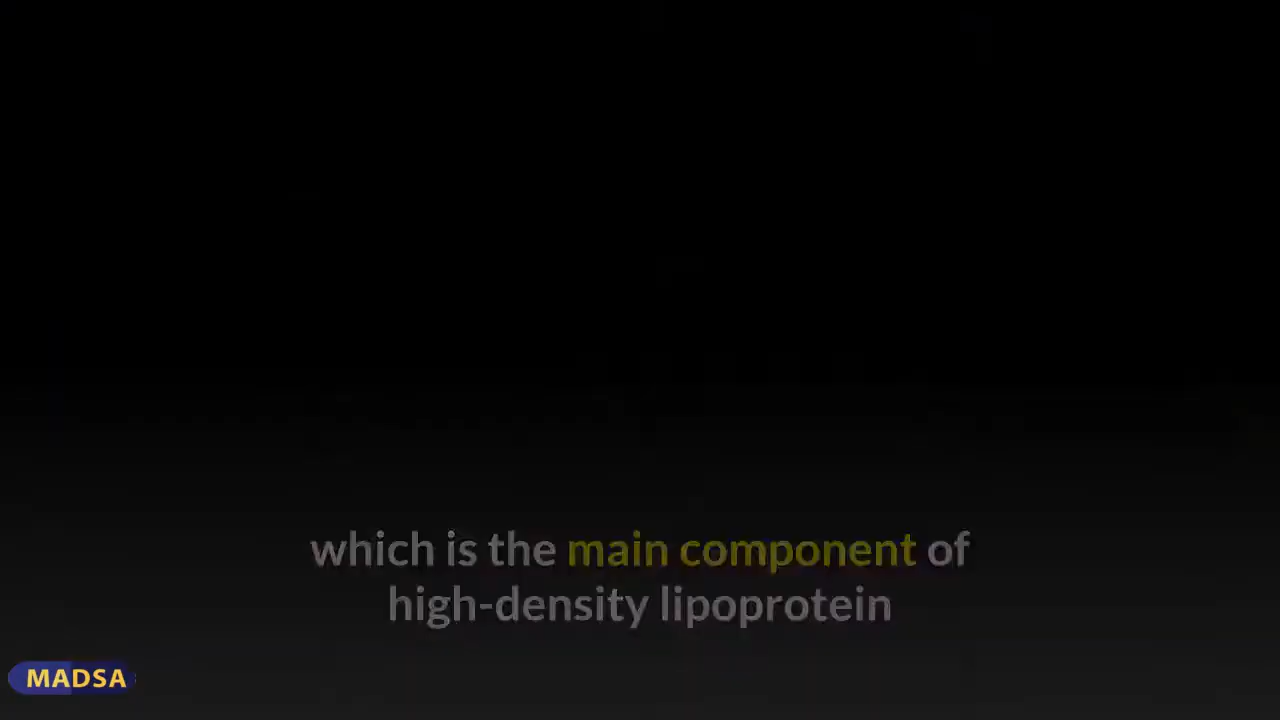 which is the main component of
high-density lipoprotein
MADSA